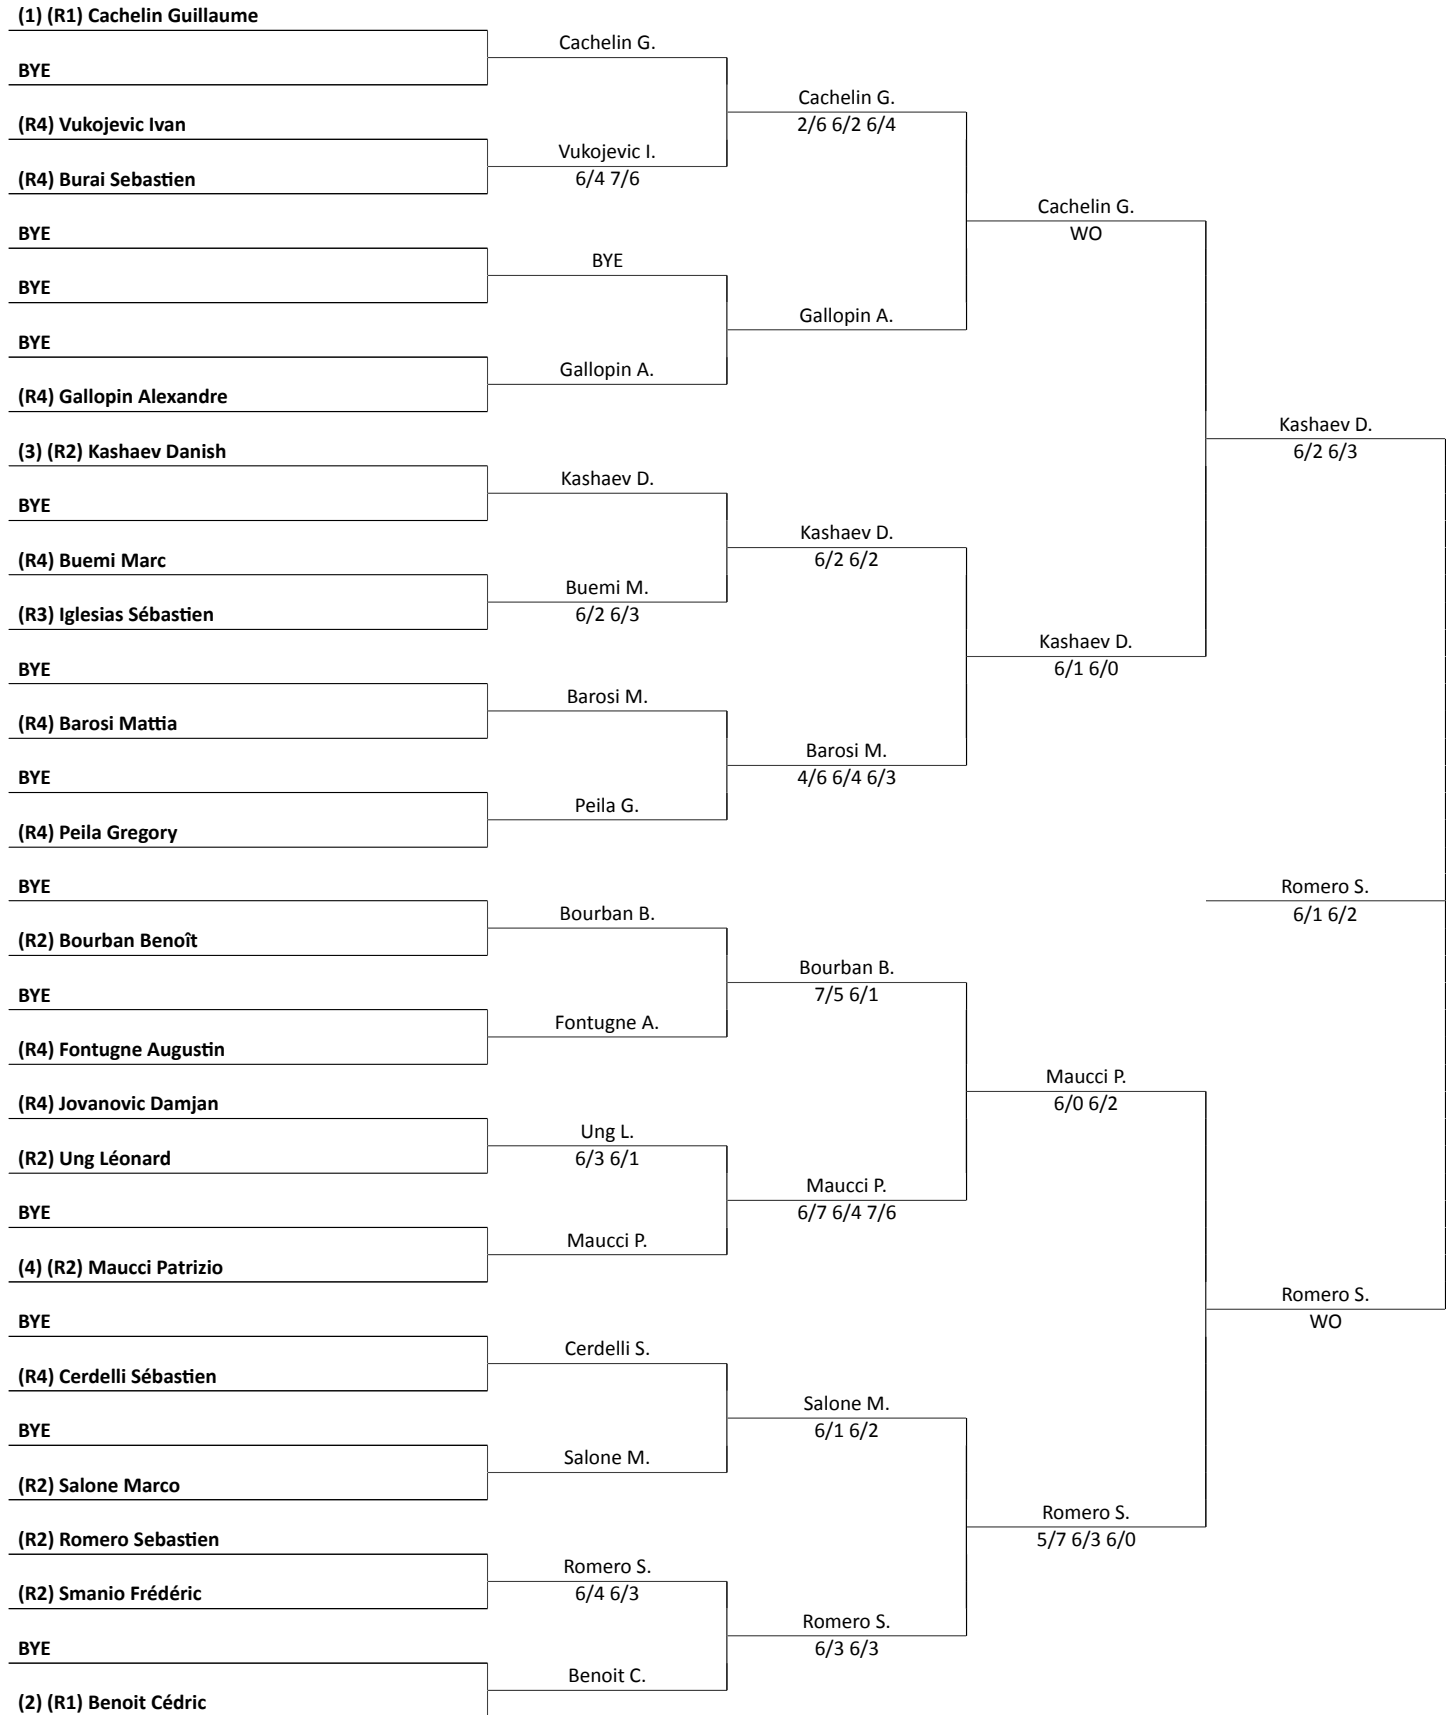 (1) (R1) Cachelin Guillaume
BYE
(R4) Vukojevic Ivan
(R4) Burai Sebastien
BYE
BYE
BYE
(R4) Gallopin Alexandre
(3) (R2) Kashaev Danish
BYE
(R4) Buemi Marc
(R3) Iglesias Sébastien
BYE
(R4) Barosi Mattia
BYE
(R4) Peila Gregory
BYE
(R2) Bourban Benoît
BYE
(R4) Fontugne Augustin
(R4) Jovanovic Damjan
(R2) Ung Léonard
BYE
(4) (R2) Maucci Patrizio
BYE
(R4) Cerdelli Sébastien
BYE
(R2) Salone Marco
(R2) Romero Sebastien
(R2) Smanio Frédéric
BYE
(2) (R1) Benoit Cédric
Cachelin G.
Vukojevic I.
6/4 7/6
BYE
Gallopin A.
Kashaev D.
Buemi M.
6/2 6/3
Barosi M.
Peila G.
Bourban B.
Fontugne A.
Ung L.
6/3 6/1
Maucci P.
Cerdelli S.
Salone M.
Romero S.
6/4 6/3
Benoit C.
Cachelin G.
2/6 6/2 6/4
Gallopin A.
Kashaev D.
6/2 6/2
Barosi M.
4/6 6/4 6/3
Bourban B.
7/5 6/1
Maucci P.
6/7 6/4 7/6
Salone M.
6/1 6/2
Romero S.
6/3 6/3
Cachelin G.
WO
Kashaev D.
6/1 6/0
Maucci P.
6/0 6/2
Romero S.
5/7 6/3 6/0
Kashaev D.
6/2 6/3
Romero S.
6/1 6/2
Romero S.
WO